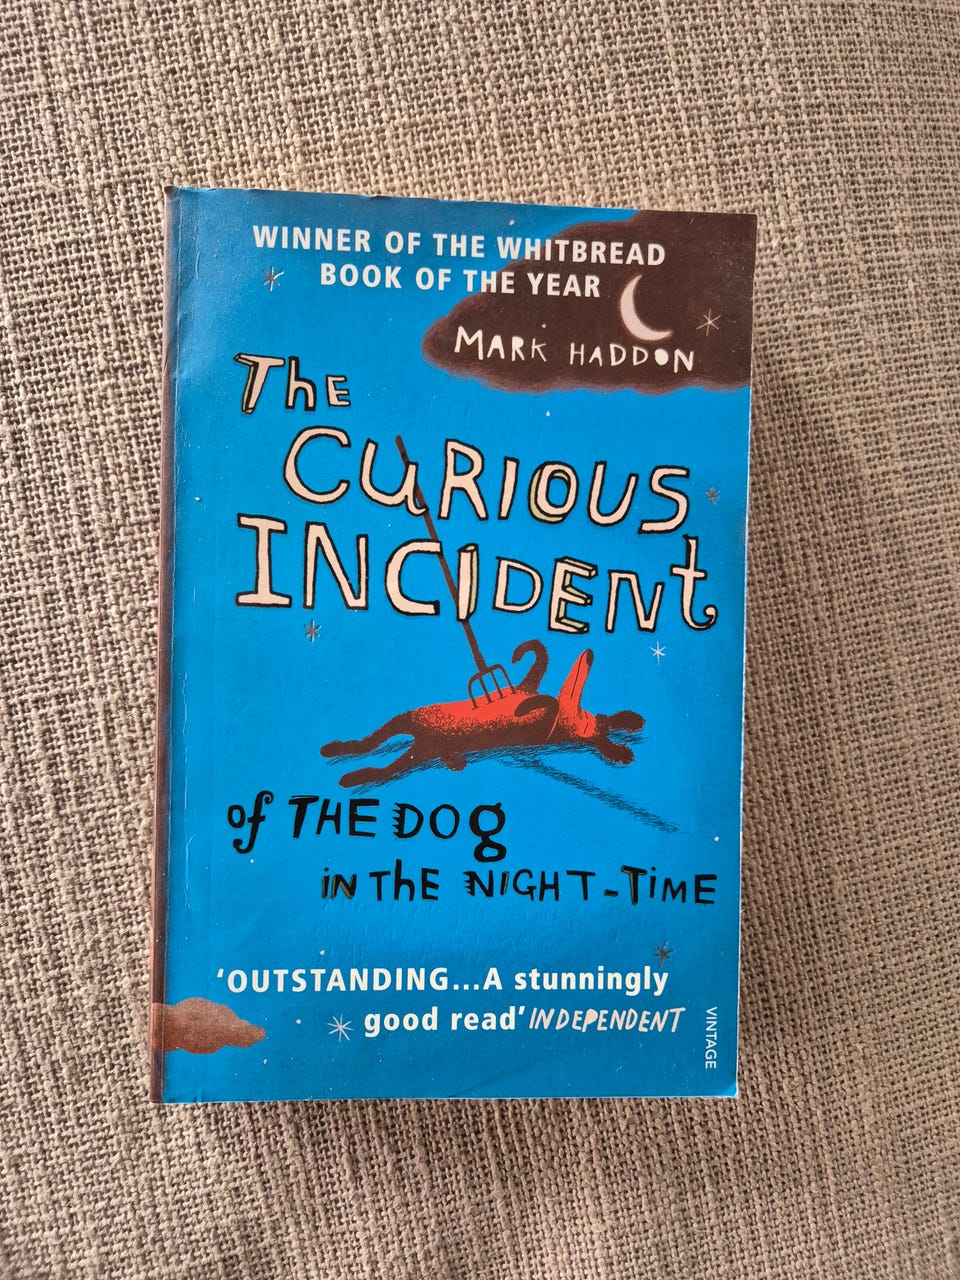 WINNER OF THE WHITBREAD
BOOK OF THE YEAR
MARK HADDON
The
CURIOUS
INCIDENt
of THE DOg
iN ThE NIGHT-TiME
‘OUTSTANDING...A stunningly
good read’ INDEPENDENT
VINTAGE